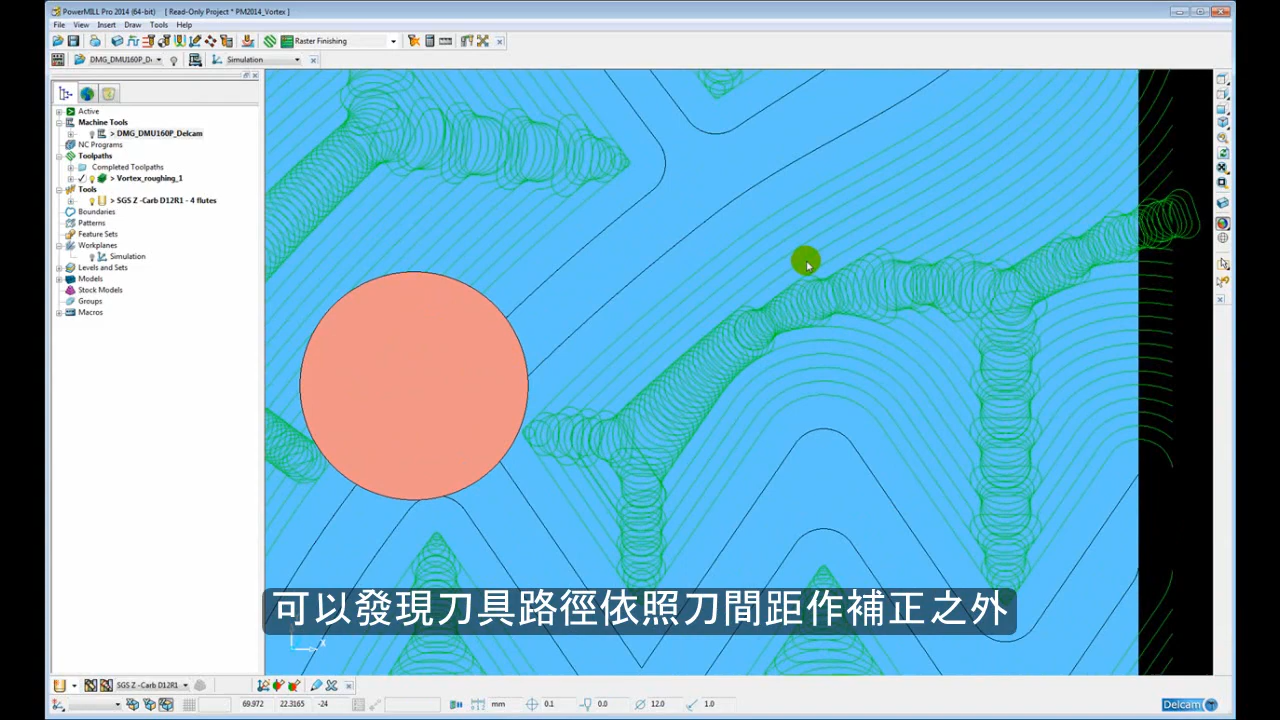 PowerMILL Pro 2014 (64-bit) [ Read-Only Project * PM2014_Vortex ]
File View Insert Draw Tools Help
Raster Finishing
DMG_DMU160P_D
Simulation
Active
Machine Tools
> DMG_DMU160P_Delcam
NC Programs
Toolpaths
Completed Toolpaths
> Vortex_roughing_1
Tools
> SGS Z -Carb D12R1 - 4 flutes
Boundaries
Patterns
Feature Sets
Workplanes
Simulation
Levels and Sets
Models
Stock Models
Groups
Macros
可以發現刀具路徑依照刀間距作補正之外
X
SGS Z -Carb D12R1
69.972 22.3165 -24 mm 0.1 0.0 12.0 1.0
Delcam